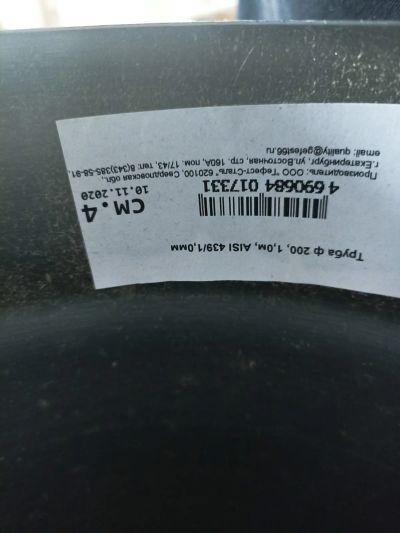 Труба ф 200, 1,0м, AISI 439/1,0мм
4 690684 017331
СМ. 4
10.11.2020
Производитель: ООО "Гефест-Сталь" 620100, Свердловская обл.,
г.Екатеринбург, ул.Восточная, стр. 160А, пом. 17/43, тел: 8(343)385-58-91,
email: quality@gefest66.ru